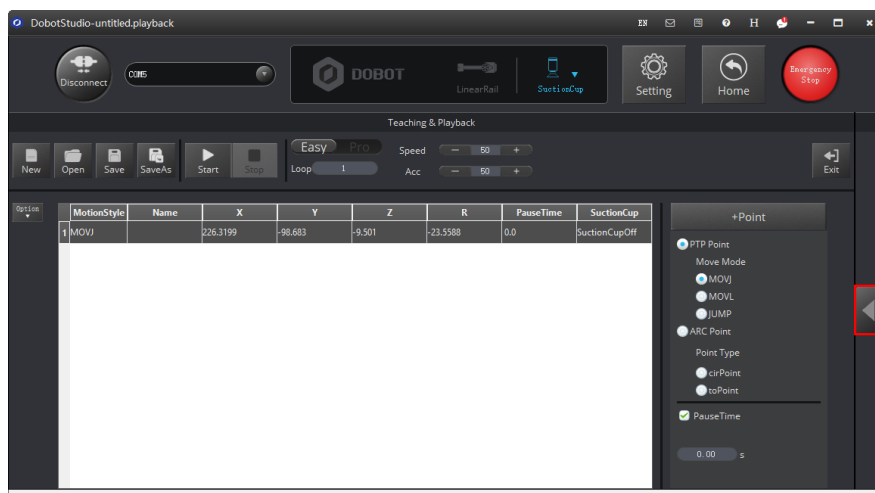 DobotStudio-untitled.playback EN H
Disconnect COM5 DOBOT LinearRail SuctionCup Setting Home Emergency Stop
Teaching & Playback
New Open Save SaveAs Start Stop Easy Pro Loop 1 Speed — 50 + Acc — 50 + Exit
Option
MotionStyle Name X Y Z R PauseTime SuctionCup
1 MOVJ 226.3199 -98.683 -9.501 -23.5588 0.0 SuctionCupOff
+Point
PTP Point
Move Mode
MOVJ
MOVL
JUMP
ARC Point
Point Type
cirPoint
toPoint
PauseTime
0.00 s